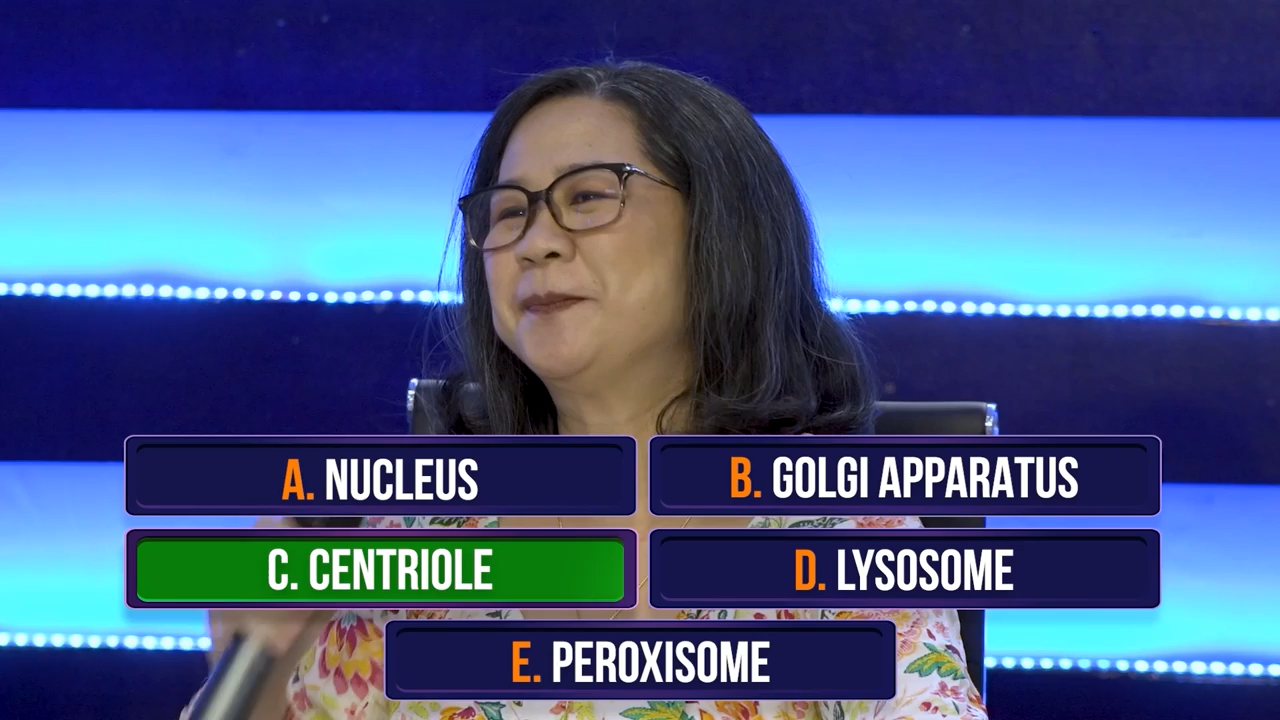 A. NUCLEUS
B. GOLGI APPARATUS
C. CENTRIOLE
D. LYSOSOME
E. PEROXISOME